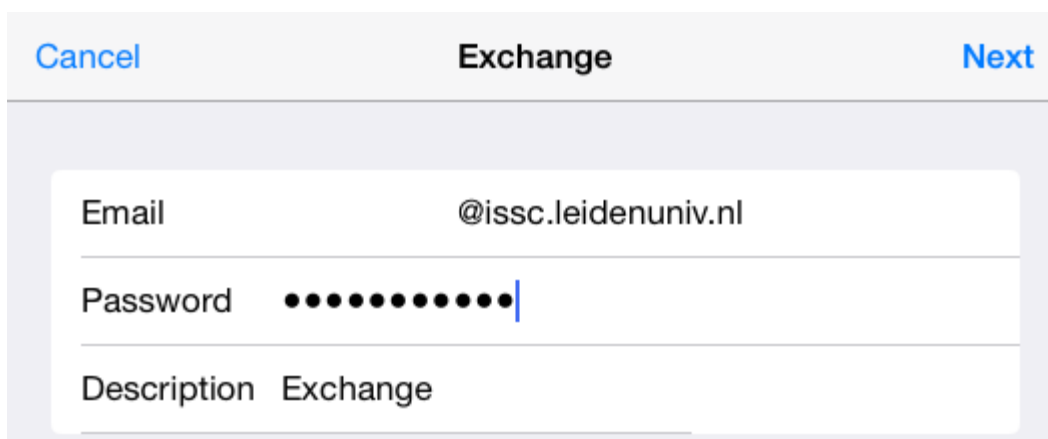 Cancel Exchange Next
Email @issc.leidenuniv.nl
Password •••••••••••
Description Exchange